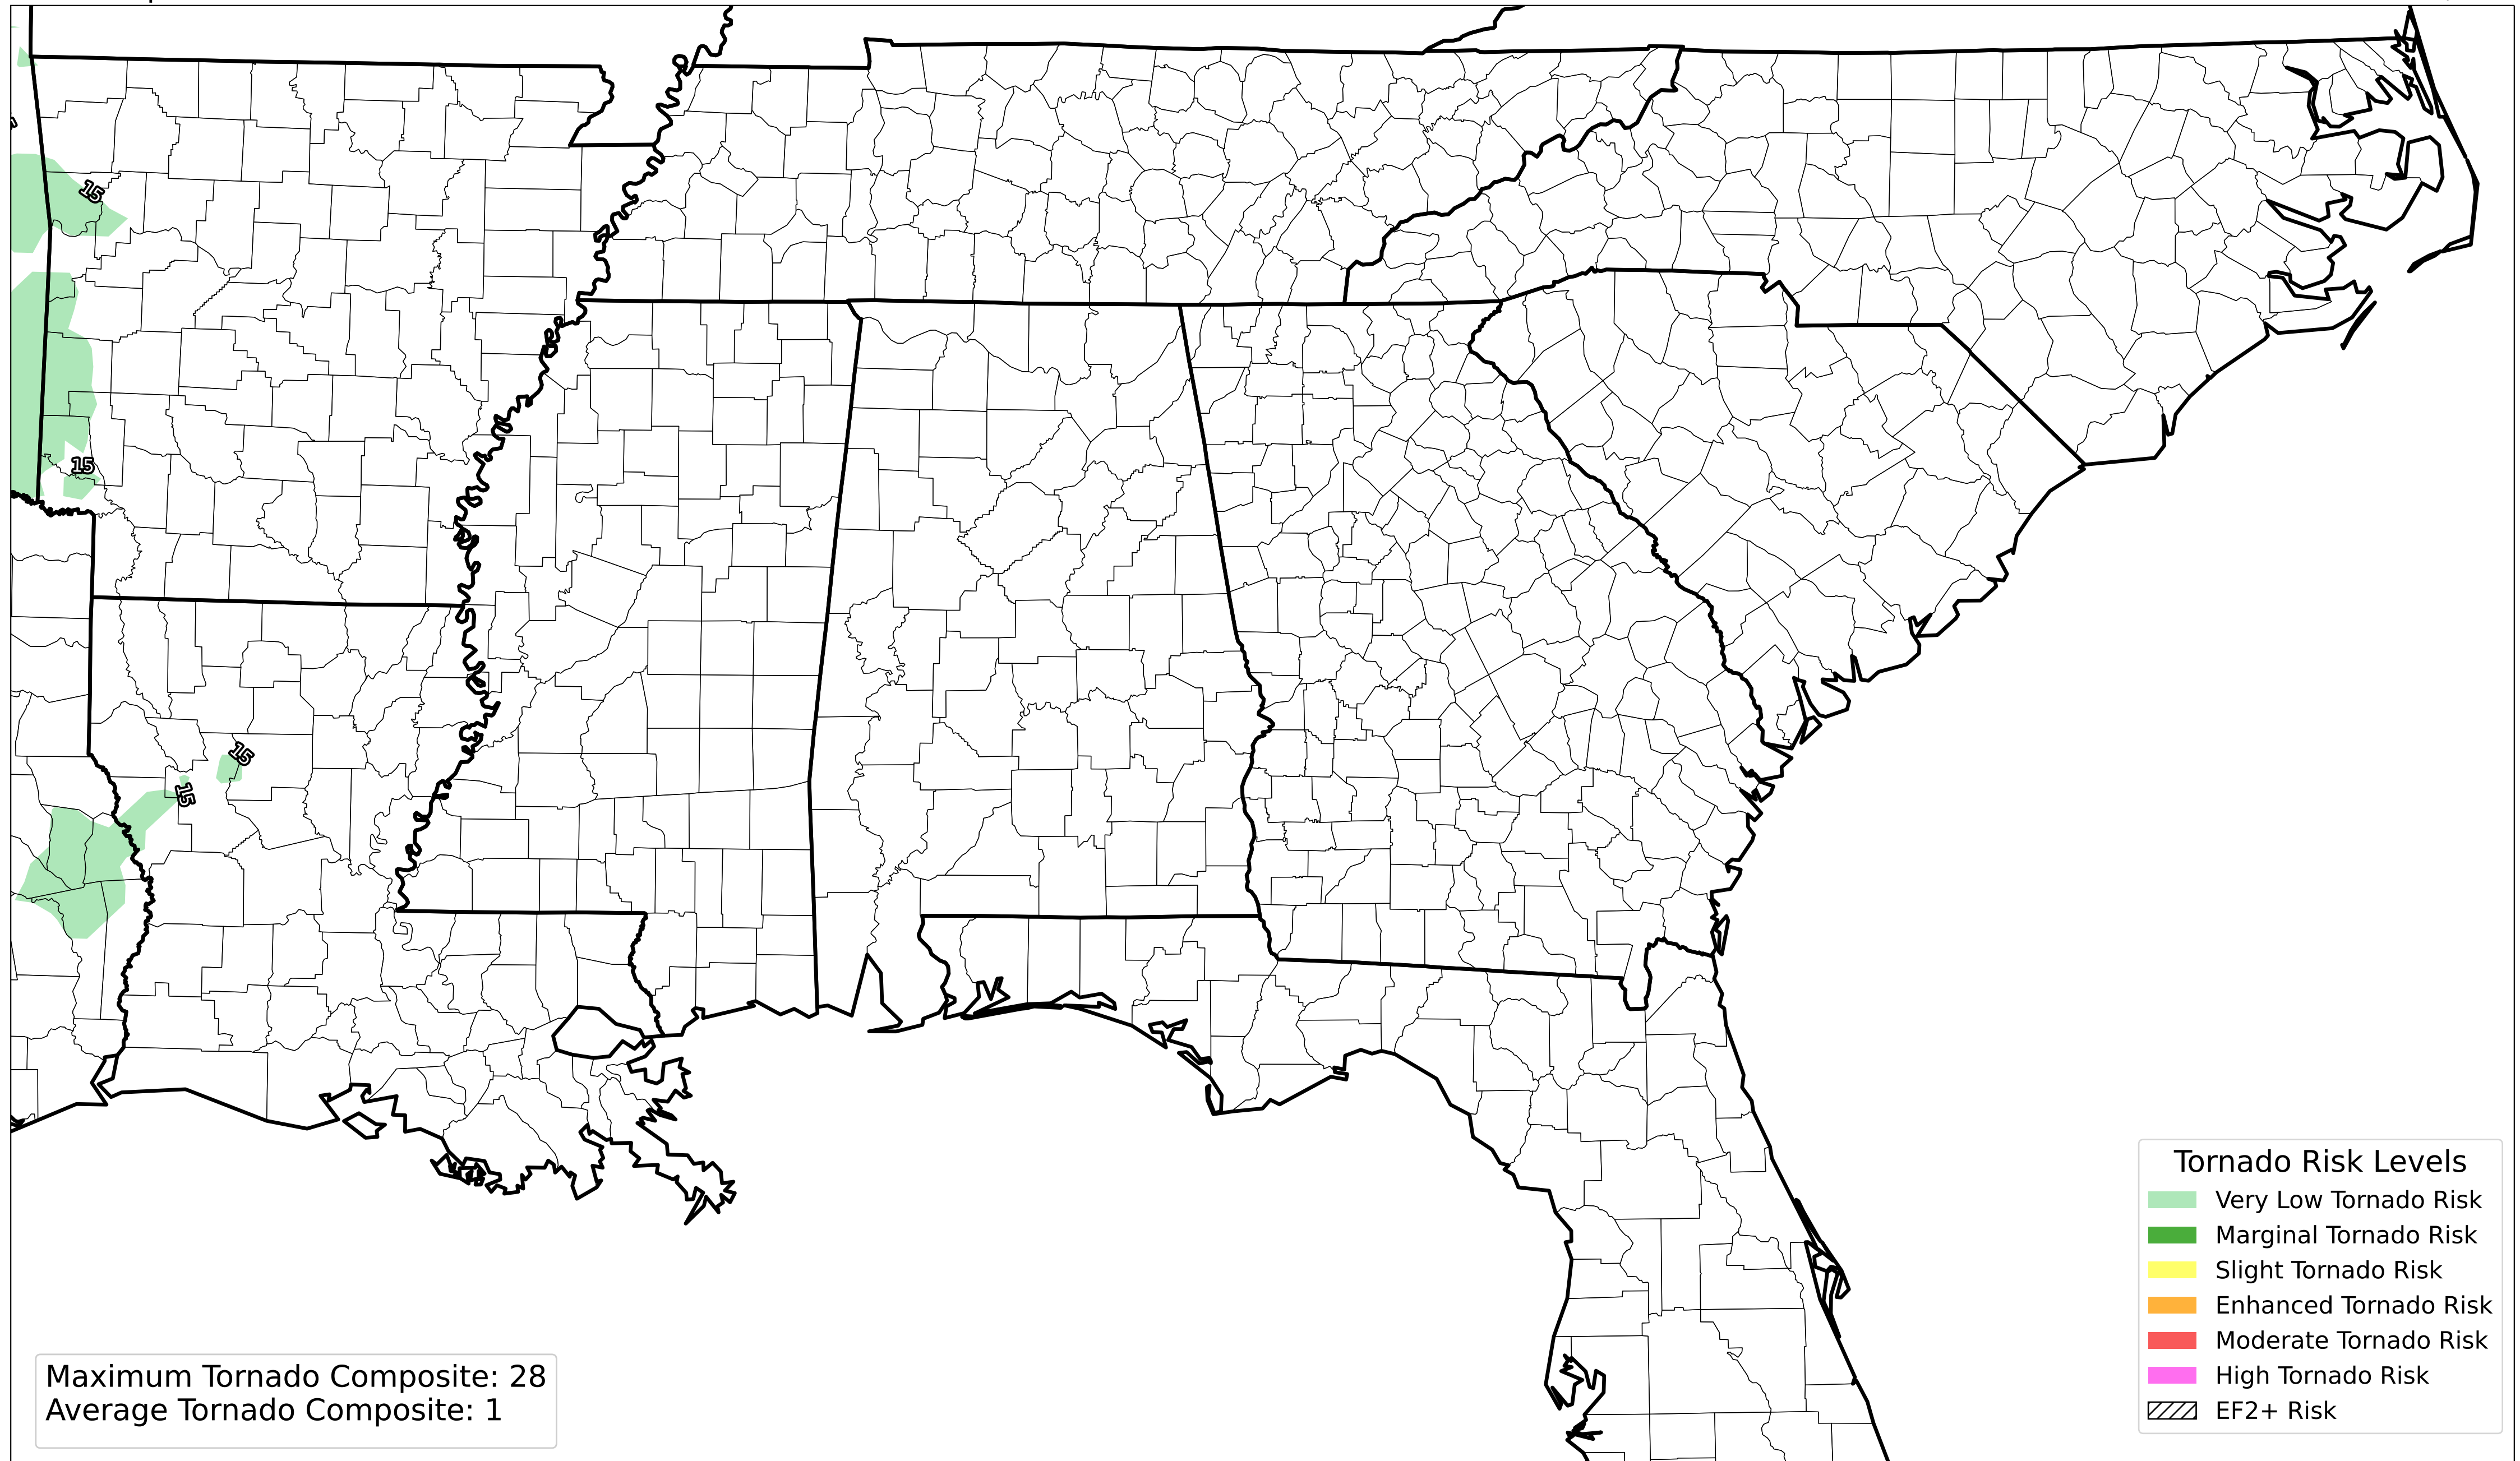 15
15
15
15
Tornado Risk Levels
Very Low Tornado Risk
Marginal Tornado Risk
Slight Tornado Risk
Enhanced Tornado Risk
Moderate Tornado Risk
High Tornado Risk
EF2+ Risk
Maximum Tornado Composite: 28
Average Tornado Composite: 1